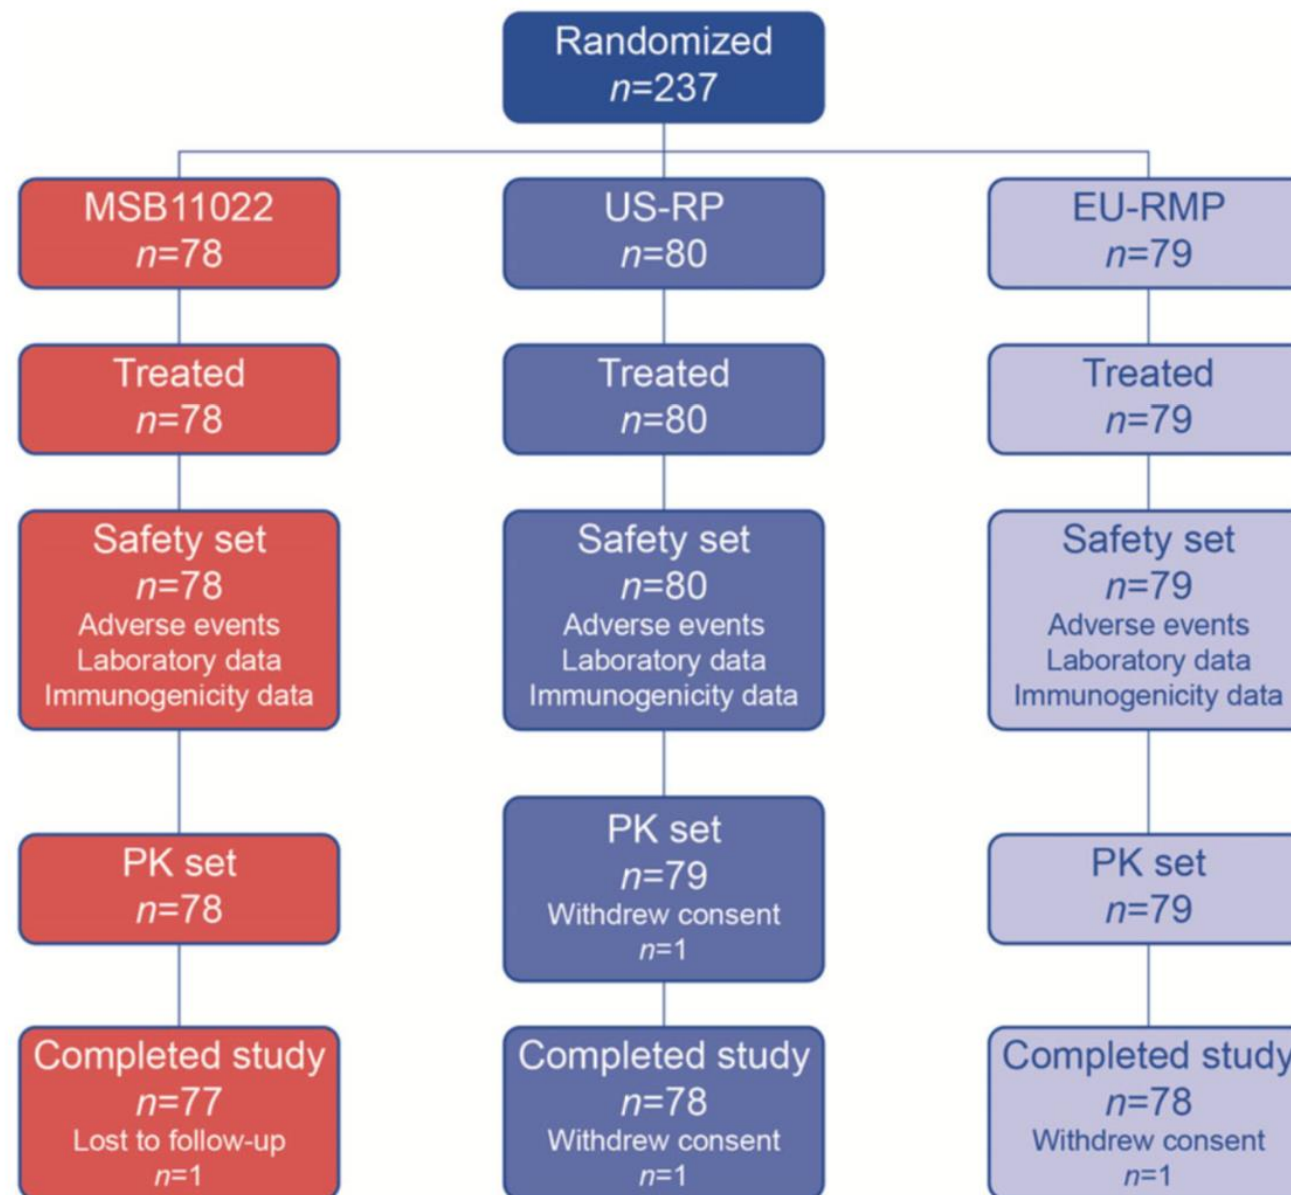 Randomized
n=237
MSB11022
n=78
US-RP
n=80
EU-RMP
n=79
Treated
n=78
Treated
n=80
Treated
n=79
Safety set
n=78
Adverse events
Laboratory data
Immunogenicity data
Safety set
n=80
Adverse events
Laboratory data
Immunogenicity data
Safety set
n=79
Adverse events
Laboratory data
Immunogenicity data
PK set
n=78
PK set
n=79
Withdrew consent
n=1
PK set
n=79
Completed study
n=77
Lost to follow-up
n=1
Completed study
n=78
Withdrew consent
n=1
Completed study
n=78
Withdrew consent
n=1